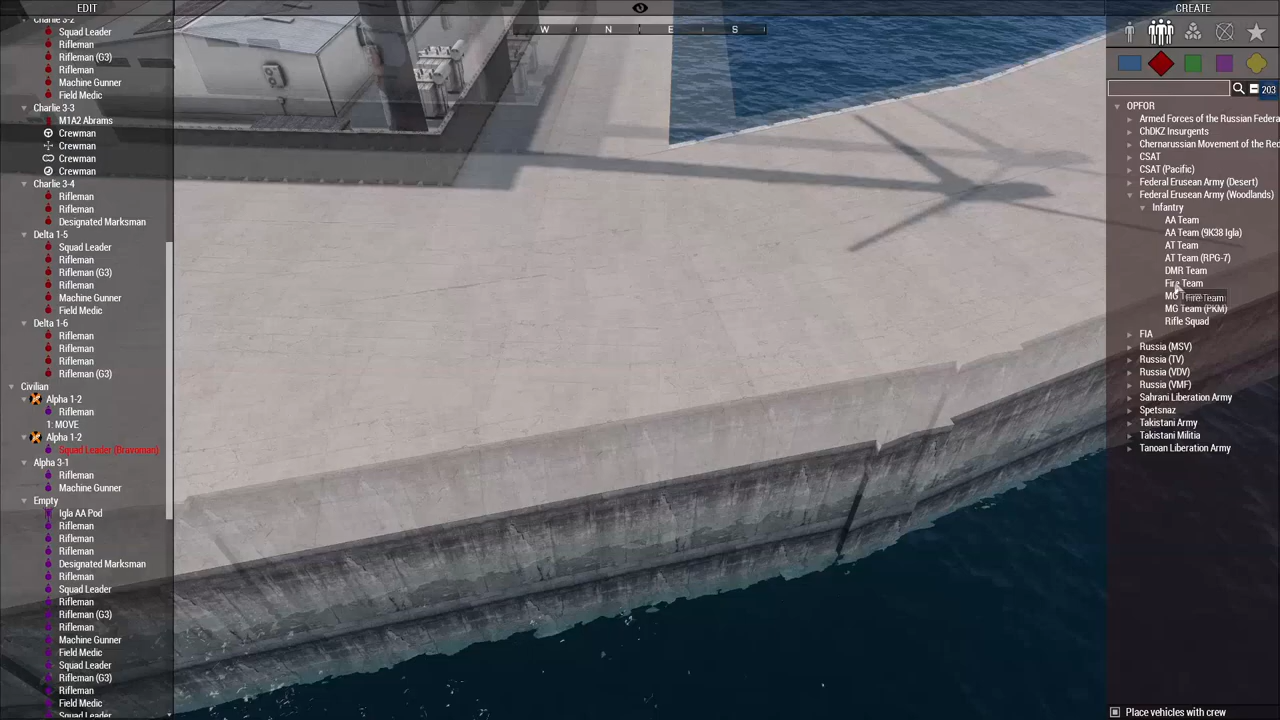 EDIT
Charlie 3-2
Squad Leader
Rifleman
Rifleman (G3)
Rifleman
Machine Gunner
Field Medic
Charlie 3-3
M1A2 Abrams
Crewman
Crewman
Crewman
Crewman
Charlie 3-4
Rifleman
Rifleman
Designated Marksman
Delta 1-5
Squad Leader
Rifleman
Rifleman (G3)
Rifleman
Machine Gunner
Field Medic
Delta 1-6
Rifleman
Rifleman
Rifleman
Rifleman (G3)
Civilian
Alpha 1-2
Rifleman
1: MOVE
Alpha 1-2
Squad Leader (Bravoman)
Alpha 3-1
Rifleman
Machine Gunner
Empty
Igla AA Pod
Rifleman
Rifleman
Rifleman
Designated Marksman
Rifleman
Squad Leader
Rifleman
Rifleman (G3)
Rifleman
Machine Gunner
Field Medic
Squad Leader
Rifleman (G3)
Rifleman
Field Medic
Squad Leader
W N E S
CREATE
203
OPFOR
Armed Forces of the Russian Federa
ChDKZ Insurgents
Chernarussian Movement of the Red
CSAT
CSAT (Pacific)
Federal Erusean Army (Desert)
Federal Erusean Army (Woodlands)
Infantry
AA Team
AA Team (9K38 Igla)
AT Team
AT Team (RPG-7)
DMR Team
Fire Team
MG
Fire Team
MG Team (PKM)
Rifle Squad
FIA
Russia (MSV)
Russia (TV)
Russia (VDV)
Russia (VMF)
Sahrani Liberation Army
Spetsnaz
Takistani Army
Takistani Militia
Tanoan Liberation Army
Place vehicles with crew